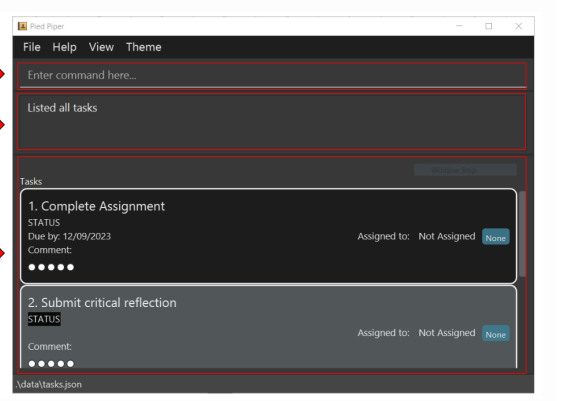 Pied Piper
File Help View Theme
Enter command here...
Listed all tasks
Tasks
1. Complete Assignment
STATUS
Due by: 12/09/2023
Assigned to: Not Assigned None
Comment:
2. Submit critical reflection
STATUS
Assigned to: Not Assigned None
Comment:
.\data\tasks.json